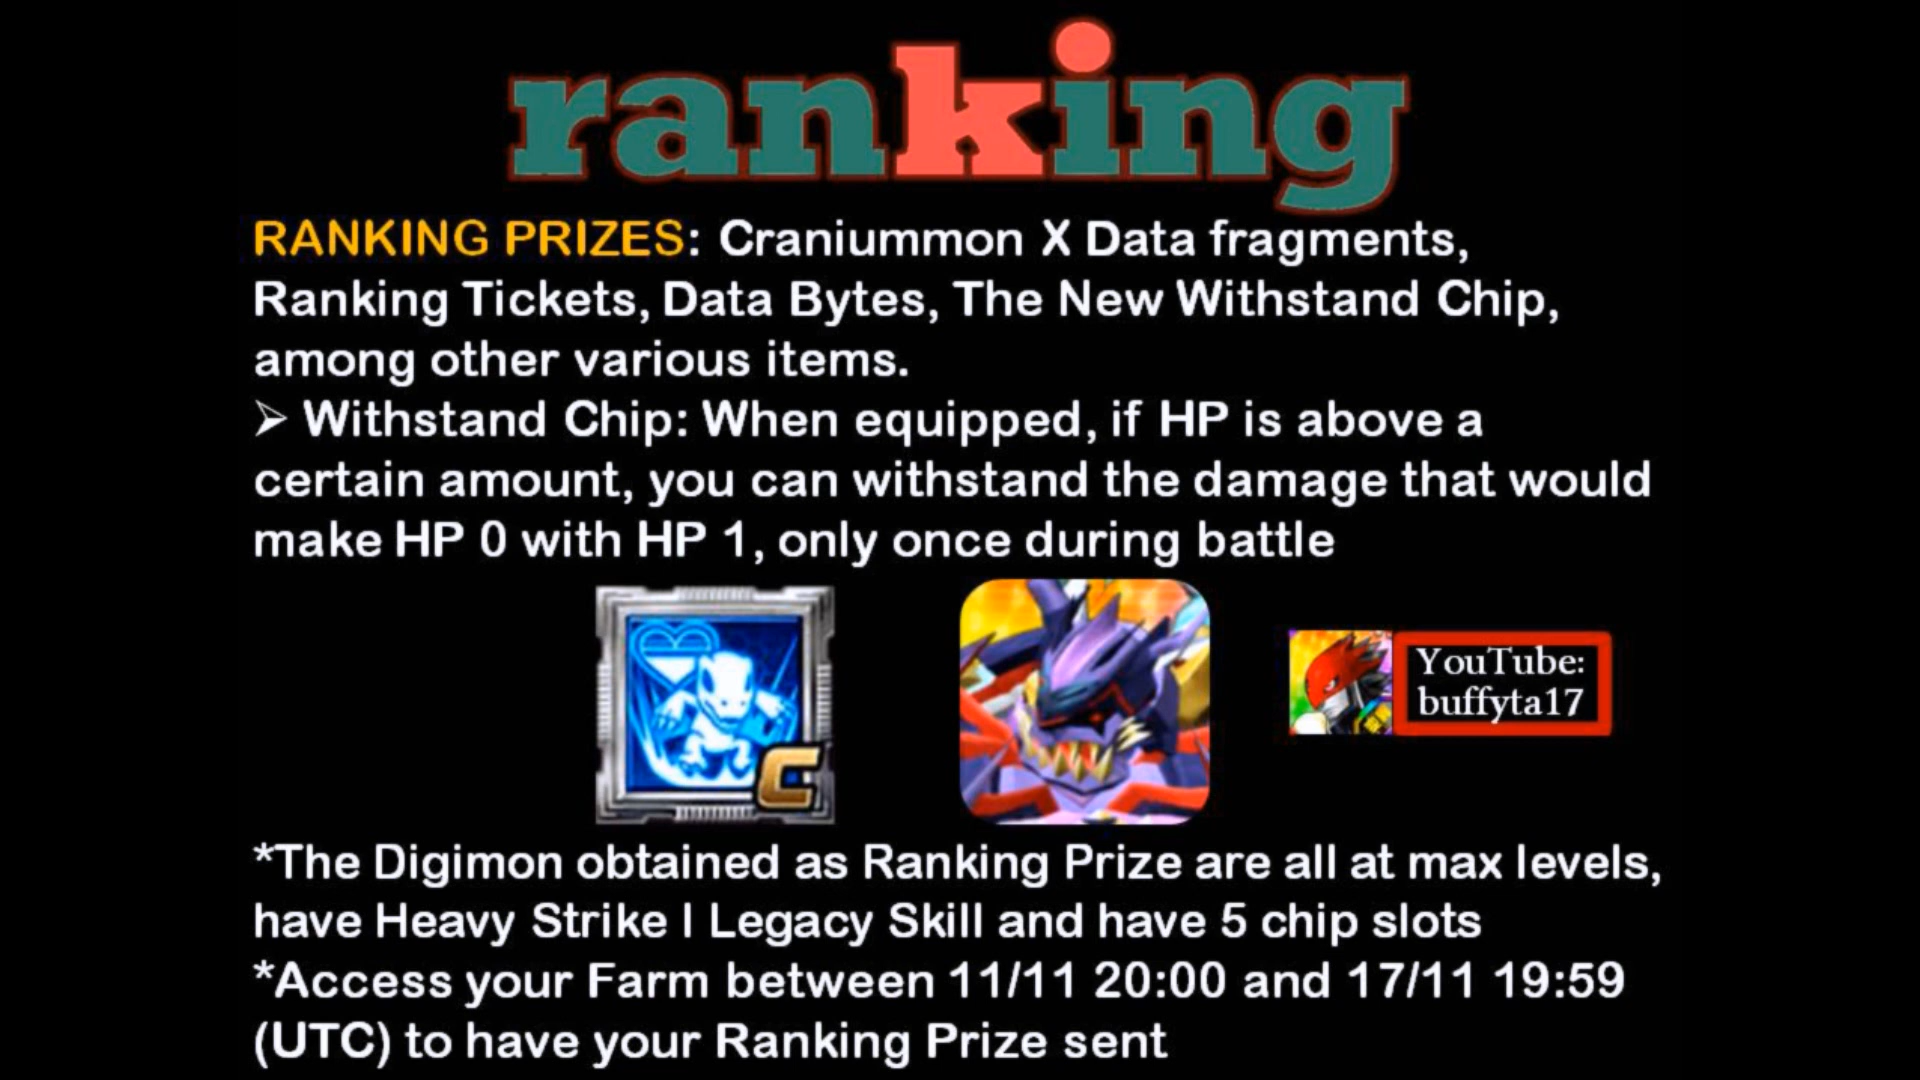 ranking
RANKING PRIZES: Craniummon X Data fragments,
Ranking Tickets, Data Bytes, The New Withstand Chip,
among other various items.
➢ Withstand Chip: When equipped, if HP is above a
certain amount, you can withstand the damage that would
make HP 0 with HP 1, only once during battle
C
YouTube:
buffyta17
*The Digimon obtained as Ranking Prize are all at max levels,
have Heavy Strike I Legacy Skill and have 5 chip slots
*Access your Farm between 11/11 20:00 and 17/11 19:59
(UTC) to have your Ranking Prize sent